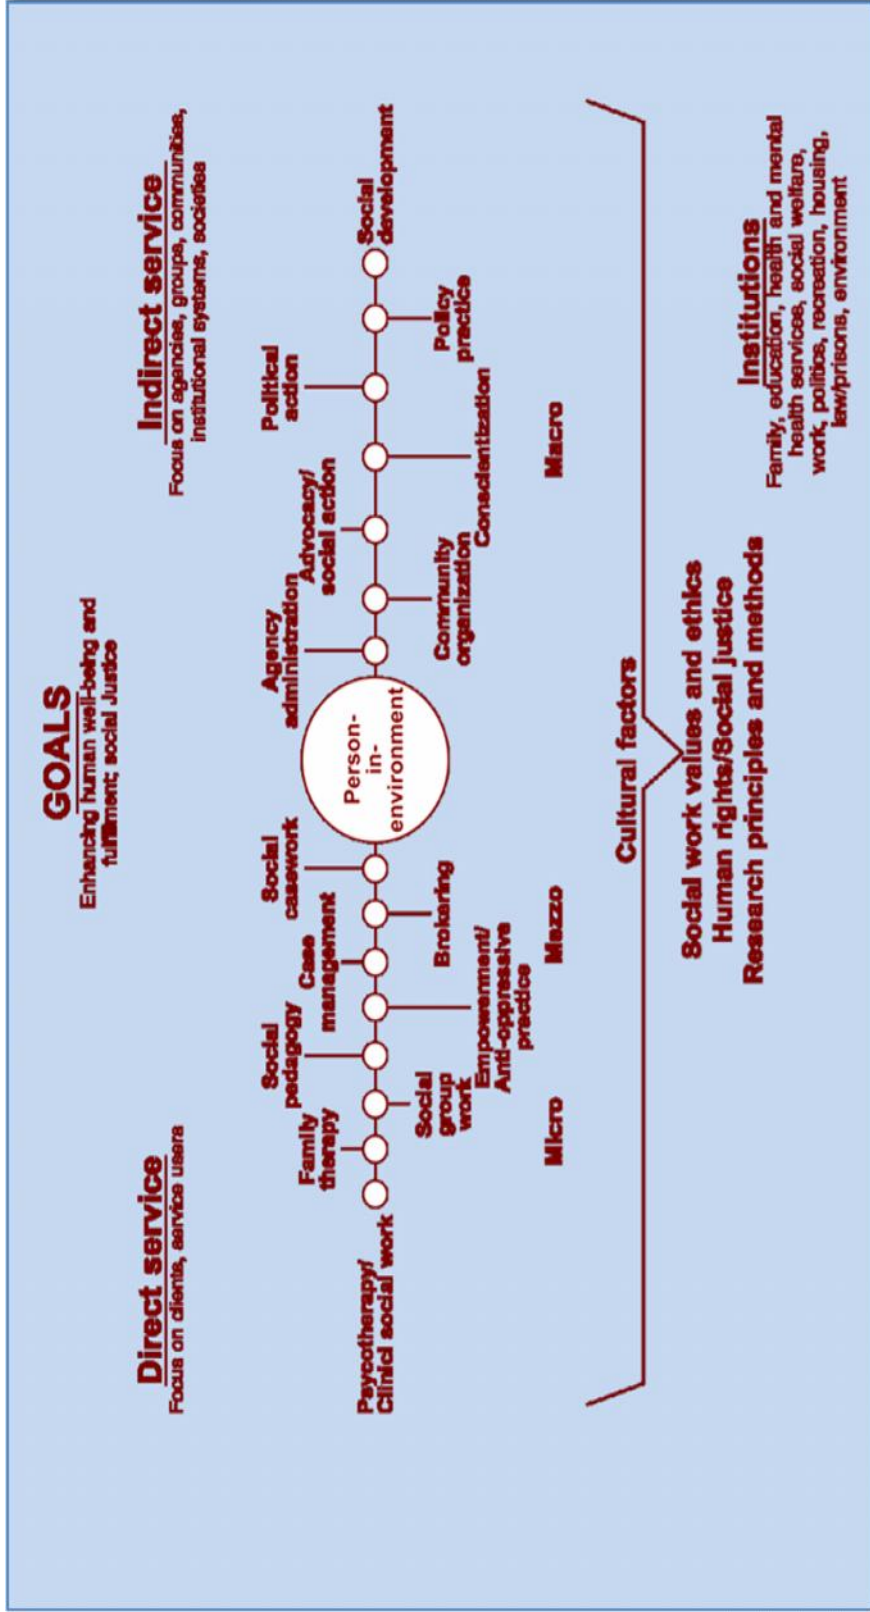 GOALS
Enhancing human well-being and
fulfillment; social Justice
Direct service
Focus on clients, service users
Indirect service
Focus on agencies, groups, communities,
institutional systems, societies
Psycotherapy/
Clinicl social work
Family
therapy
Social
group
work
Social
pedagogy
Empowerment/
Anti-oppressive
practice
Case
management
Brokering
Social
casework
Person-
in-
environment
Agency
administration
Community
organization
Advocacy/
social action
Conscientization
Political
action
Policy
practice
Social
development
Micro
Mezzo
Macro
Cultural factors
Social work values and ethics
Human rights/Social justice
Research principles and methods
Institutions
Family, education, health and mental
health services, social welfare,
work, politics, recreation, housing,
law/prisons, environment